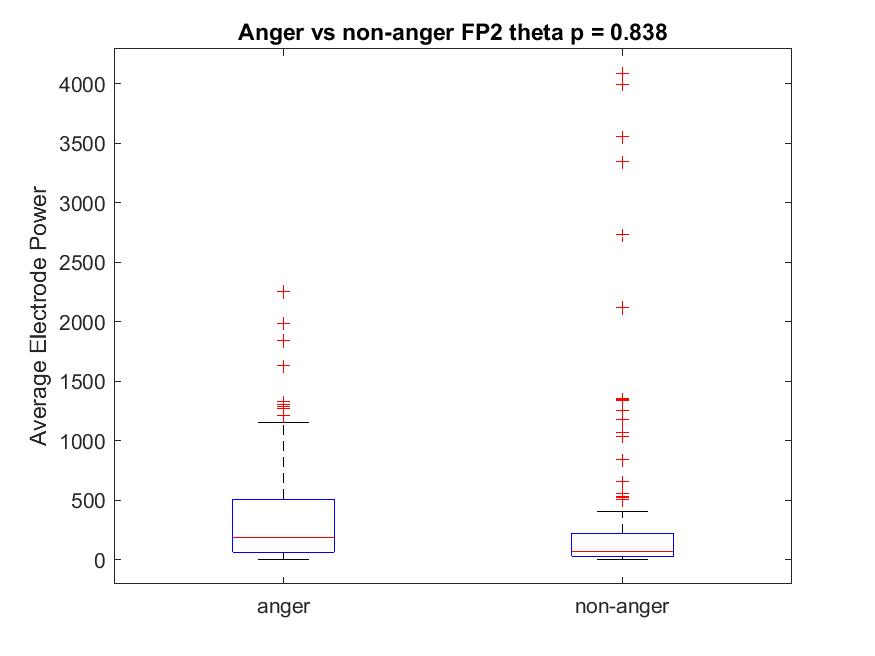 Anger vs non-anger FP2 theta p = 0.838
Average Electrode Power
4000
3500
3000
2500
2000
1500
1000
500
0
anger
non-anger